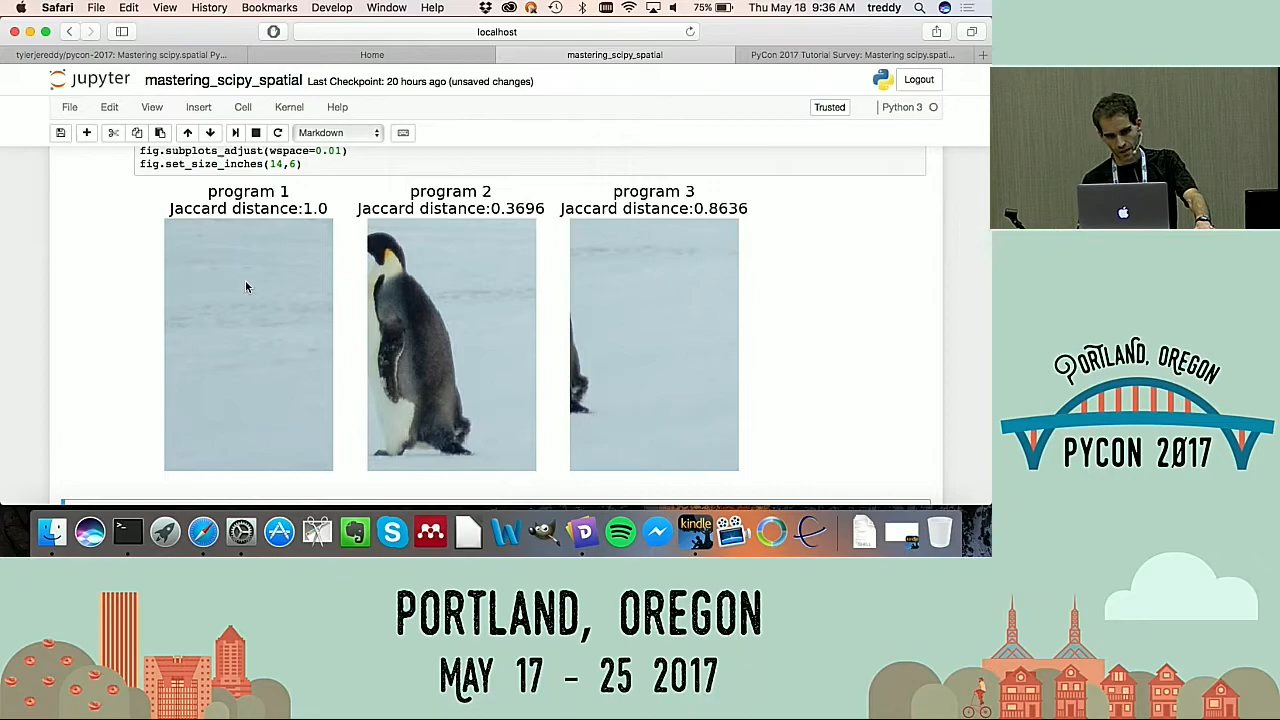 Safari File Edit View History Bookmarks Develop Window Help 75% Thu May 18 9:36 AM treddy
localhost
tylerjereddy/pycon-2017: Mastering scipy.spatial Py... Home mastering_scipy_spatial PyCon 2017 Tutorial Survey: Mastering scipy.spati...
jupyter mastering_scipy_spatial Last Checkpoint: 20 hours ago (unsaved changes) Logout
File Edit View Insert Cell Kernel Help Trusted Python 3
Markdown
fig.subplots_adjust(wspace=0.01)
fig.set_size_inches(14,6)
program 1 program 2 program 3
Jaccard distance:1.0 Jaccard distance:0.3696 Jaccard distance:0.8636
kindle
PORTLAND, OREGON
PYCON 2017
PORTLAND, OREGON
MAY 17 - 25 2017